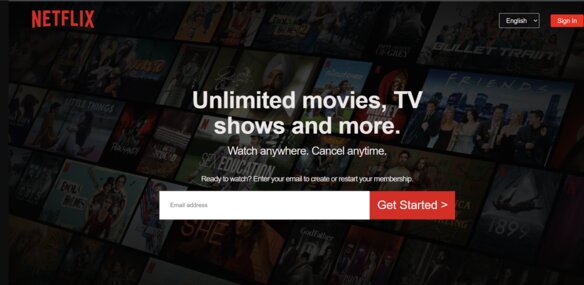 NETFLIX
English
Sign In
BULLET TRAIN
FRIENDS
LITTLE THINGS
Unlimited movies, TV
shows and more.
Watch anywhere. Cancel anytime.
EDUCATION
Ready to watch? Enter your email to create or restart your membership.
Email address
Get Started >
SHE
Godfather
1899